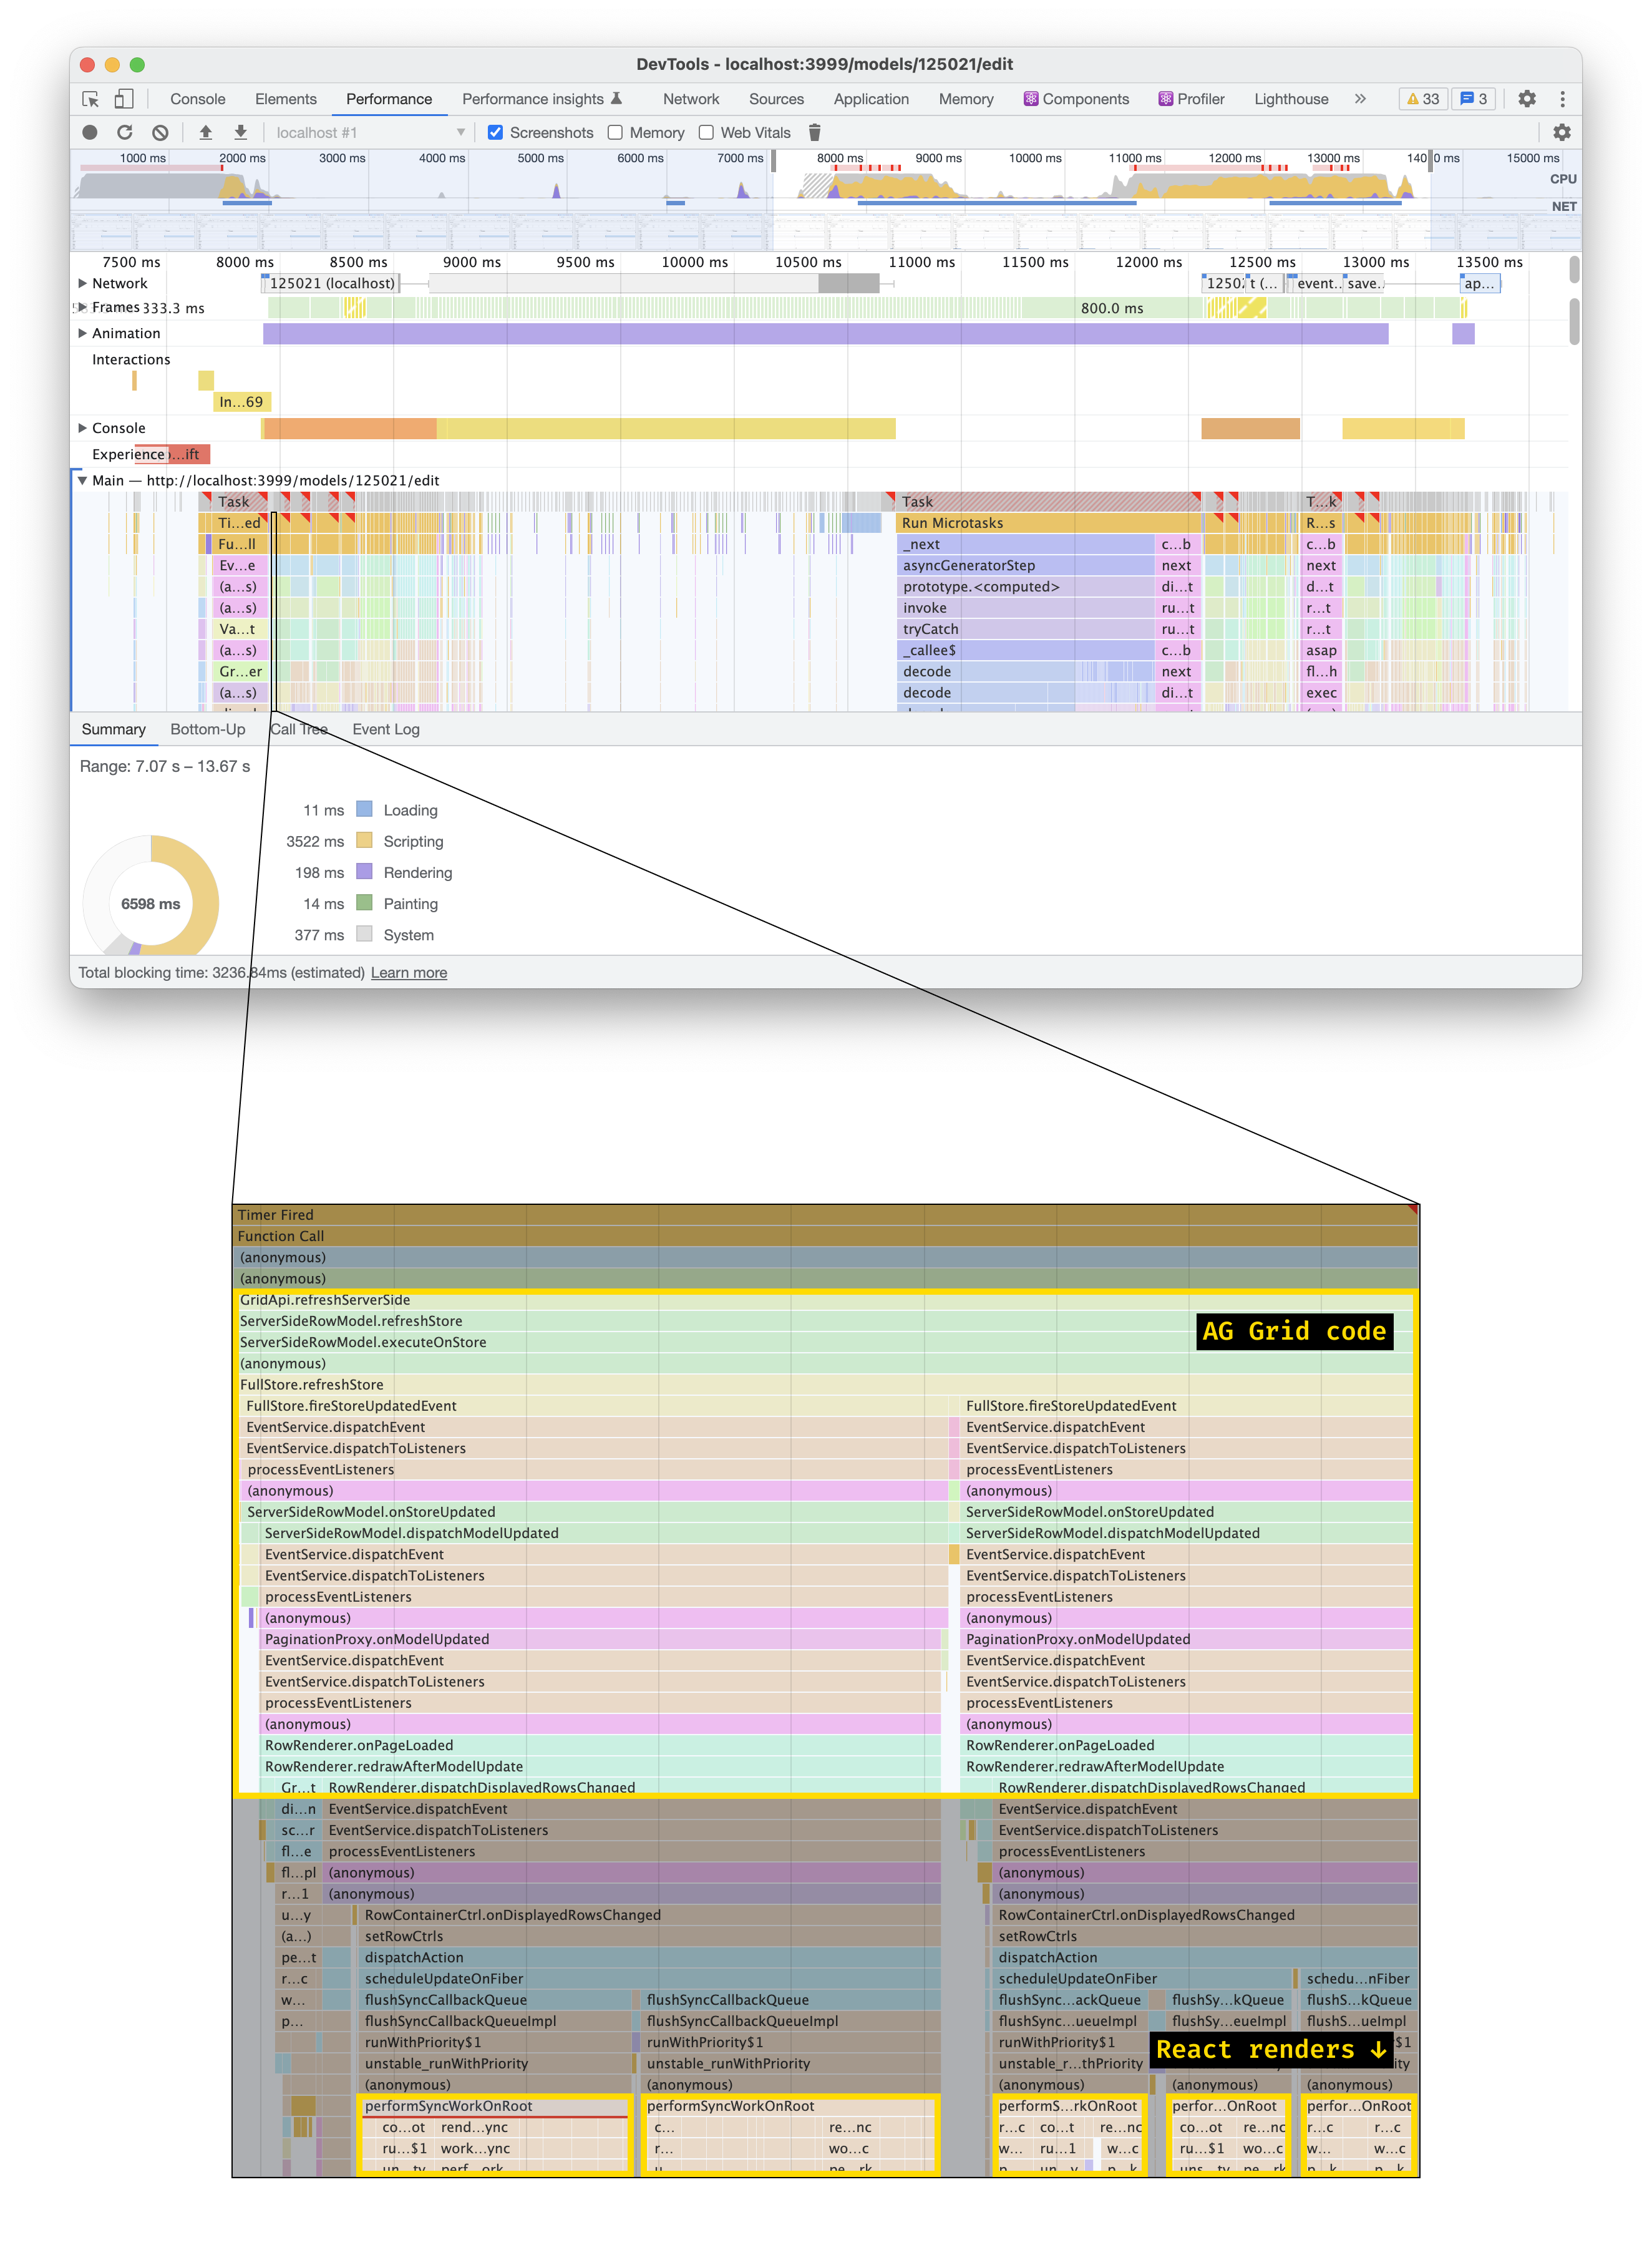 DevTools - localhost:3999/models/125021/edit
Console Elements Performance Performance insights Network Sources Application Memory Components Profiler Lighthouse » 33 3
localhost #1 Screenshots Memory Web Vitals
1000 ms 2000 ms 3000 ms 4000 ms 5000 ms 6000 ms 7000 ms 8000 ms 9000 ms 10000 ms 11000 ms 12000 ms 13000 ms 140 0 ms 15000 ms
CPU
NET
7500 ms 8000 ms 8500 ms 9000 ms 9500 ms 10000 ms 10500 ms 11000 ms 11500 ms 12000 ms 12500 ms 13000 ms 13500 ms
Network 125021 (localhost) t (... event... save. ap...
Frames 333.3 ms 800.0 ms
Animation
Interactions
In...69
Console
Experience ...ift
Main — http://localhost:3999/models/125021/edit
Task Task T...k
Ti...ed Run Microtasks R...s
Fu...ll _next c...b c...b
Ev...e asyncGeneratorStep next next
(a...s) prototype.<computed> di...t d...t
(a...s) invoke ru...t r...t
Va...t tryCatch ru...t r...t
(a...s) _callee$ c...b asap
Gr...er decode next fl...h
(a...s) decode di...t exec
Summary Bottom-Up Call Tree Event Log
Range: 7.07 s – 13.67 s
11 ms Loading
3522 ms Scripting
198 ms Rendering
6598 ms
14 ms Painting
377 ms System
Total blocking time: 3236.84ms (estimated) Learn more
Timer Fired
Function Call
(anonymous)
(anonymous)
GridApi.refreshServerSide
ServerSideRowModel.refreshStore
AG Grid code
ServerSideRowModel.executeOnStore
(anonymous)
FullStore.refreshStore
FullStore.fireStoreUpdatedEvent FullStore.fireStoreUpdatedEvent
EventService.dispatchEvent EventService.dispatchEvent
EventService.dispatchToListeners EventService.dispatchToListeners
processEventListeners processEventListeners
(anonymous) (anonymous)
ServerSideRowModel.onStoreUpdated ServerSideRowModel.onStoreUpdated
ServerSideRowModel.dispatchModelUpdated ServerSideRowModel.dispatchModelUpdated
EventService.dispatchEvent EventService.dispatchEvent
EventService.dispatchToListeners EventService.dispatchToListeners
processEventListeners processEventListeners
(anonymous) (anonymous)
PaginationProxy.onModelUpdated PaginationProxy.onModelUpdated
EventService.dispatchEvent EventService.dispatchEvent
EventService.dispatchToListeners EventService.dispatchToListeners
processEventListeners processEventListeners
(anonymous) (anonymous)
RowRenderer.onPageLoaded RowRenderer.onPageLoaded
RowRenderer.redrawAfterModelUpdate RowRenderer.redrawAfterModelUpdate
Gr...t RowRenderer.dispatchDisplayedRowsChanged RowRenderer.dispatchDisplayedRowsChanged
di...n EventService.dispatchEvent EventService.dispatchEvent
sc...r EventService.dispatchToListeners EventService.dispatchToListeners
fl...e processEventListeners processEventListeners
fl...pl (anonymous) (anonymous)
r...1 (anonymous) (anonymous)
u...y RowContainerCtrl.onDisplayedRowsChanged RowContainerCtrl.onDisplayedRowsChanged
(a...) setRowCtrls setRowCtrls
pe...t dispatchAction dispatchAction
r...c scheduleUpdateOnFiber scheduleUpdateOnFiber schedu...nFiber
w... flushSyncCallbackQueue flushSyncCallbackQueue flushSync...ackQueue flushSy...kQueue flushS...kQueue
p... flushSyncCallbackQueueImpl flushSyncCallbackQueueImpl flushSync...ueueImpl flushSy...eueImpl flushS...ueImpl
runWithPriority$1 runWithPriority$1 runWithPriority$1 $1
React renders ↓
unstable_runWithPriority unstable_runWithPriority unstable_r...thPriority ity
(anonymous) (anonymous) (anonymous) (anonymous) (anonymous)
performSyncWorkOnRoot performSyncWorkOnRoot performS...rkOnRoot perfor...OnRoot perfor...OnRoot
co...ot rend...ync c... re...nc r...c co...t re...nc co...ot re...nc r...c r...c
ru...$1 work...ync r... wo...c w... ru...1 w...c ru...$1 wo...c w... w...c